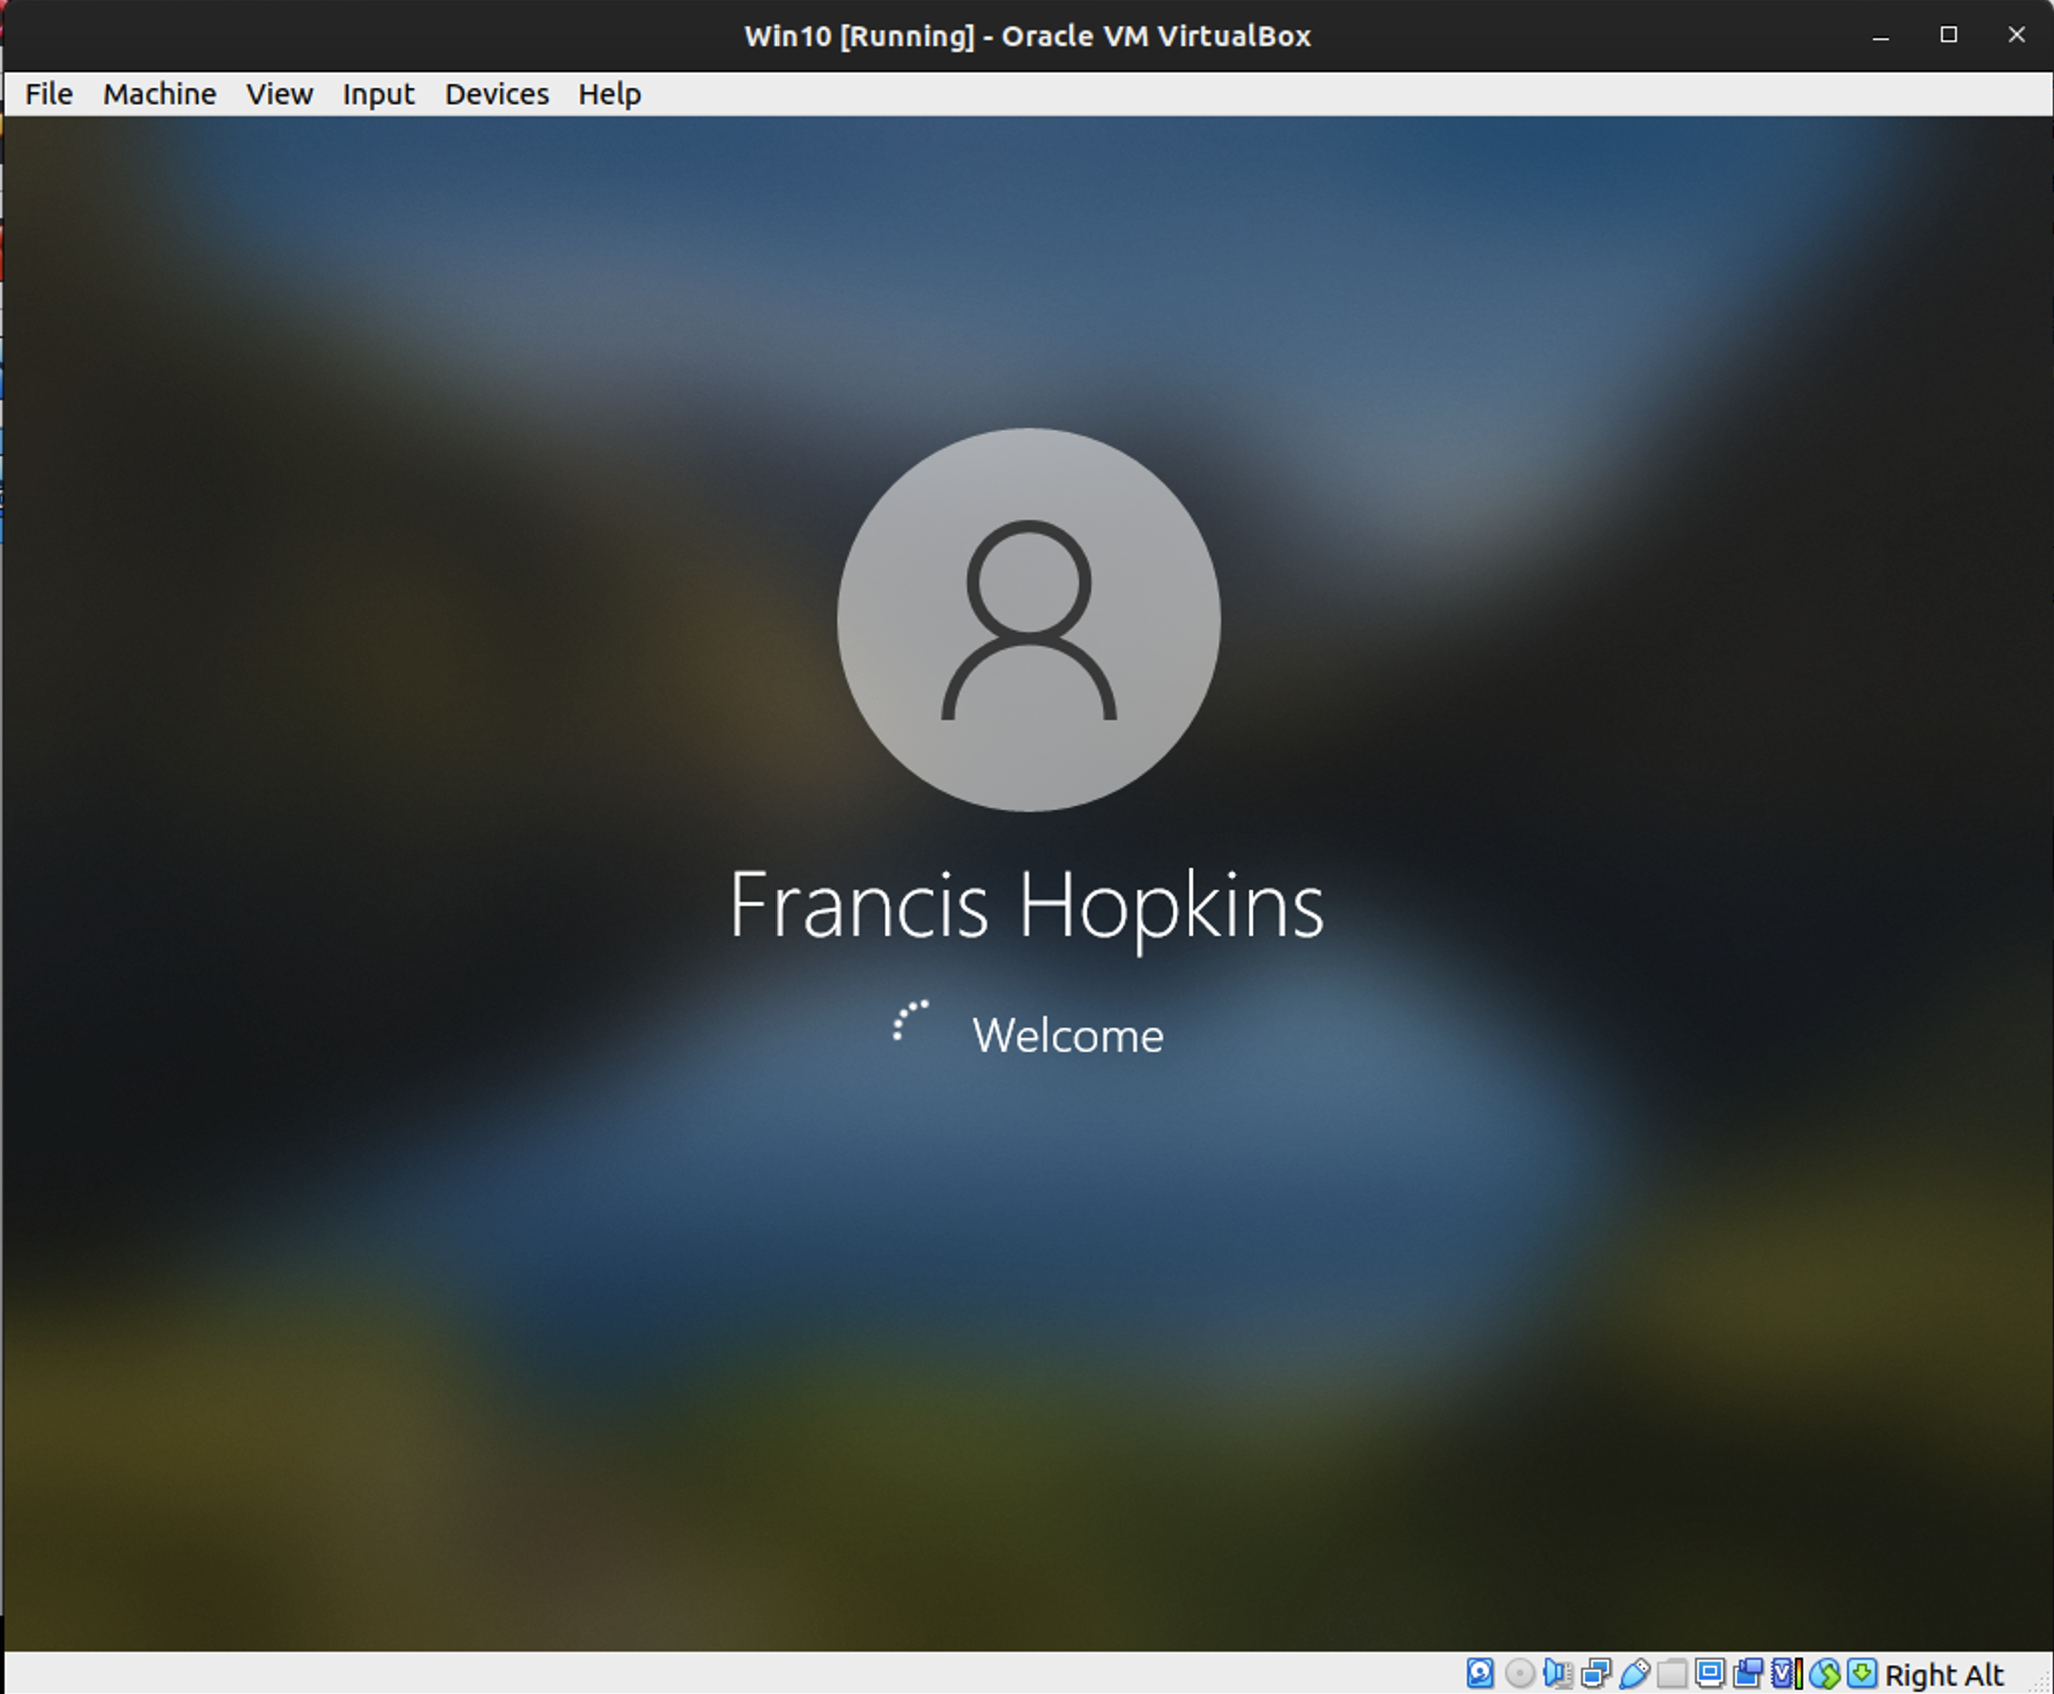 Win10 [Running] - Oracle VM VirtualBox
File Machine View Input Devices Help
Francis Hopkins
Welcome
Right Alt